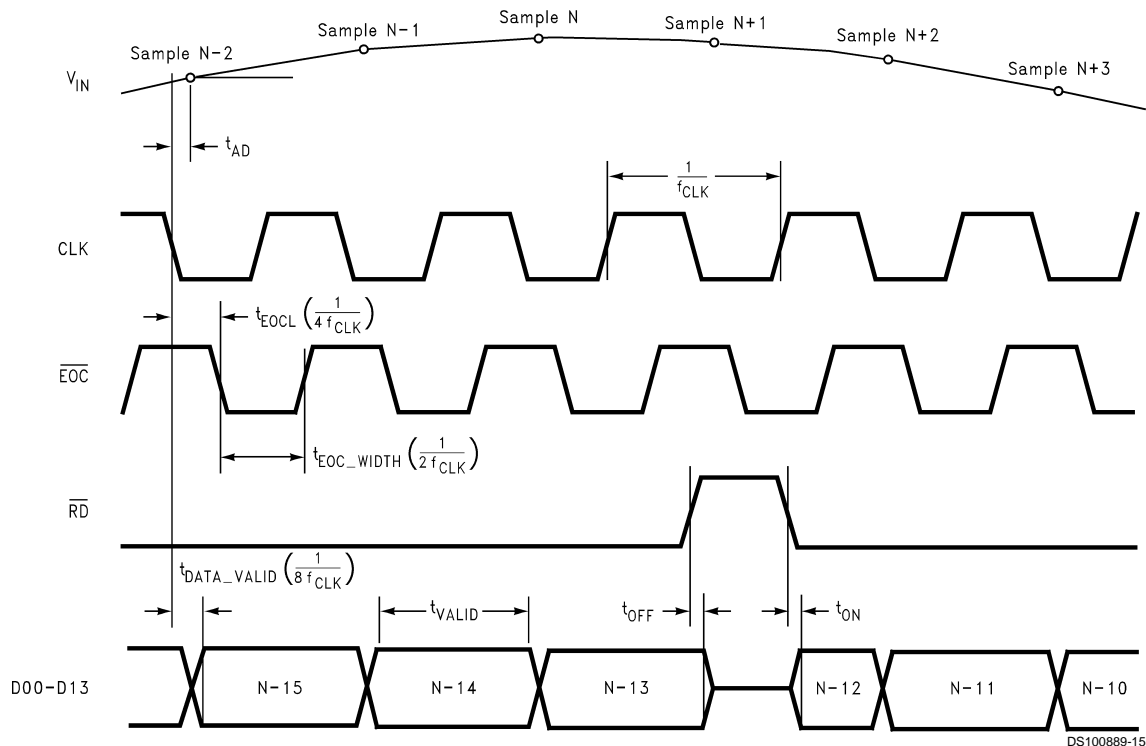 Sample N-2
Sample N-1
Sample N
Sample N+1
Sample N+2
Sample N+3
V_IN
t_AD
1/f_CLK
CLK
t_EOCL (1/4 f_CLK)
E̅O̅C̅
t_EOC_WIDTH (1/2 f_CLK)
R̅D̅
t_DATA_VALID (1/8 f_CLK)
t_VALID
t_OFF
t_ON
D00-D13
N-15
N-14
N-13
N-12
N-11
N-10
DS100889-15